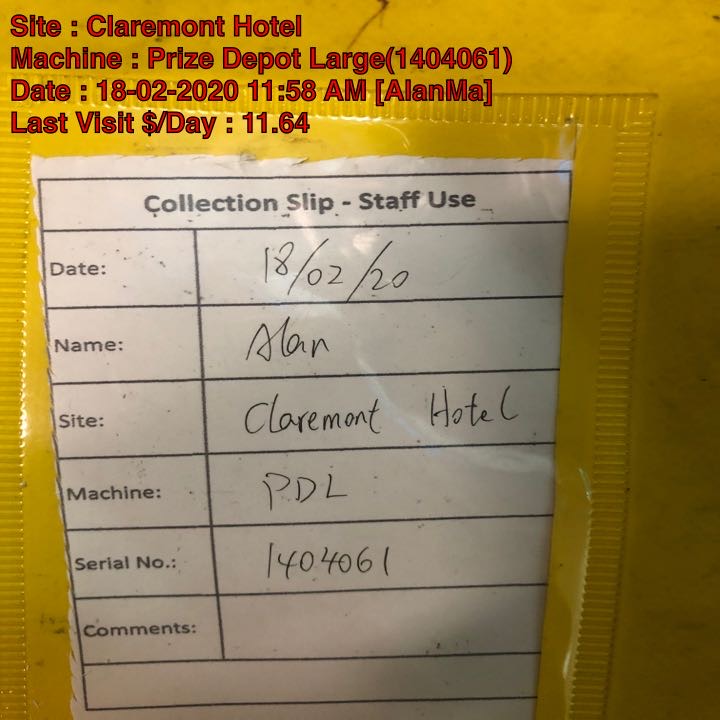 Site : Claremont Hotel
Machine : Prize Depot Large(1404061)
Date : 18-02-2020 11:58 AM [AlanMa]
Last Visit $/Day : 11.64
Collection Slip - Staff Use
Date: 18/02/20
Name: Alan
Site: Claremont Hotel
Machine: PDL
Serial No.: 1404061
Comments: